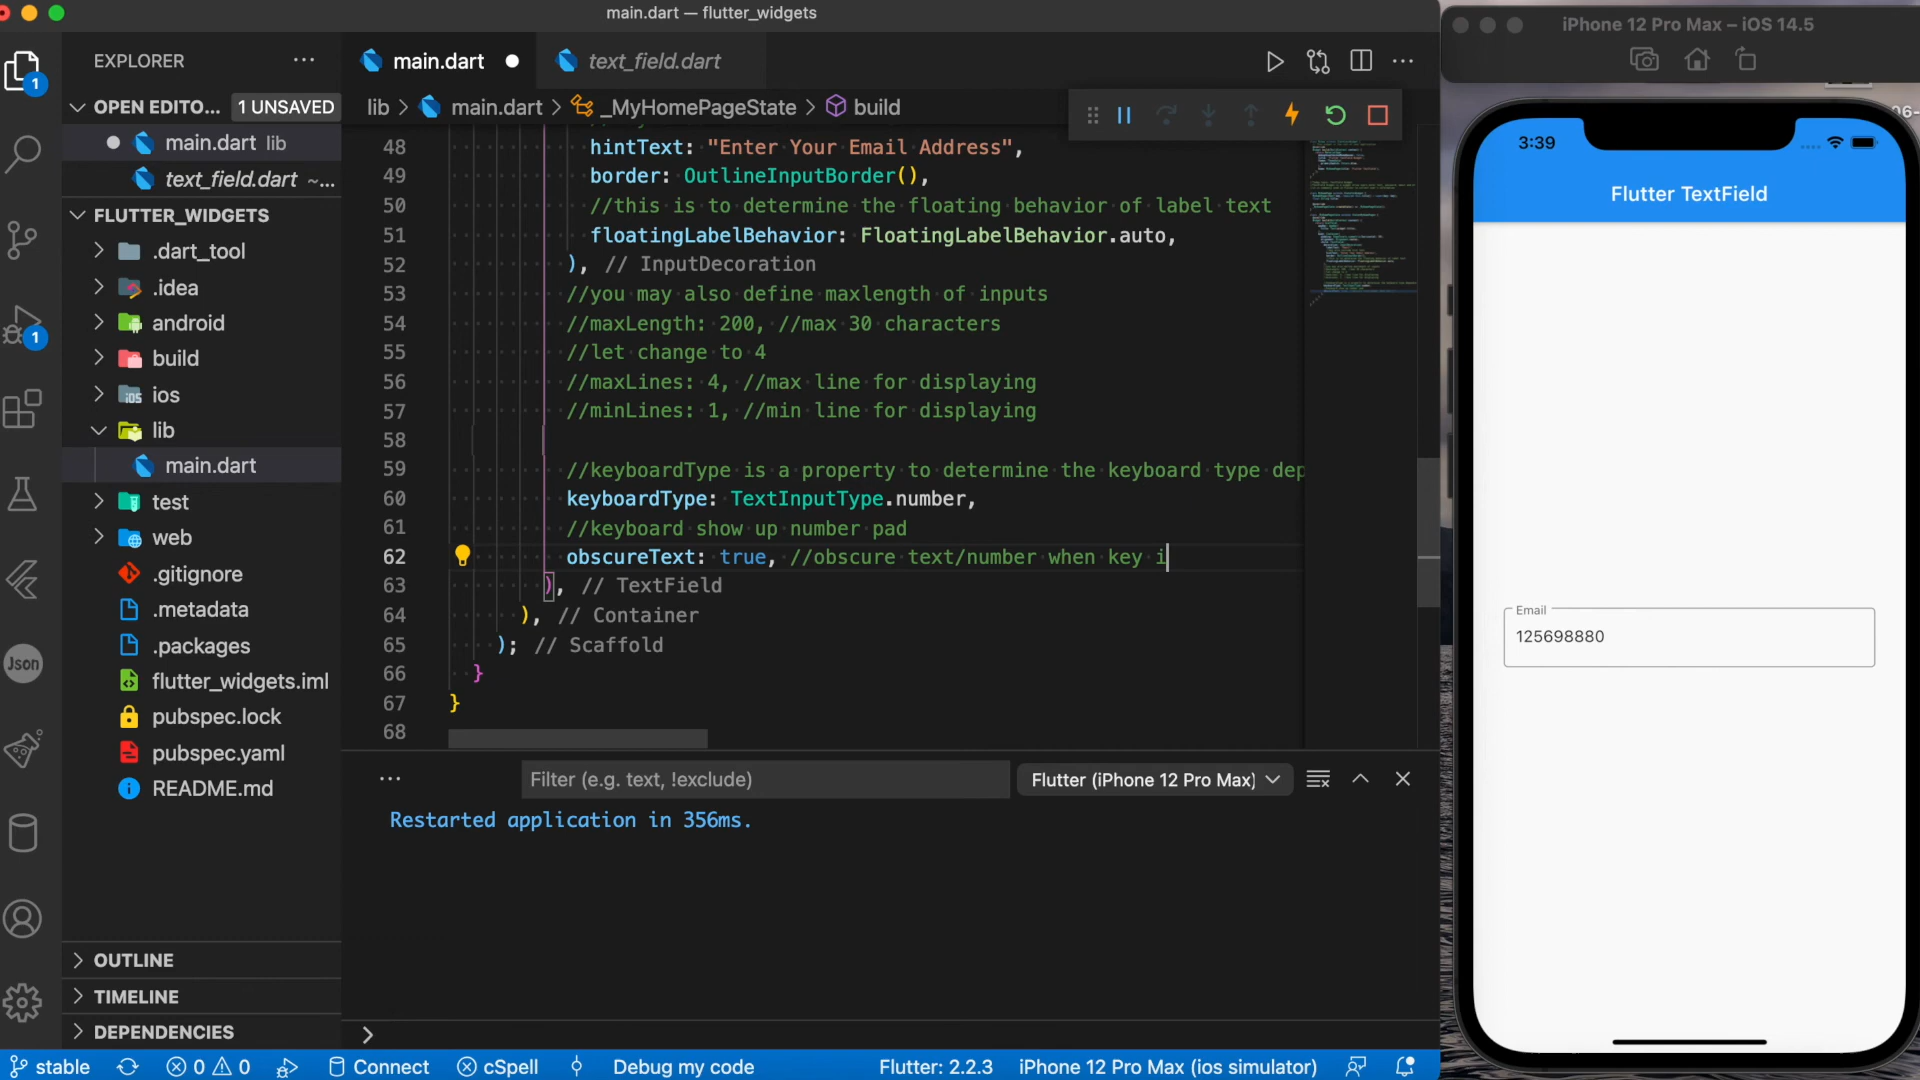 main.dart — flutter_widgets
EXPLORER
OPEN EDITO... 1 UNSAVED
main.dart lib
text_field.dart ~...
FLUTTER_WIDGETS
.dart_tool
.idea
android
build
ios
lib
main.dart
test
web
.gitignore
.metadata
.packages
flutter_widgets.iml
pubspec.lock
pubspec.yaml
README.md
OUTLINE
TIMELINE
DEPENDENCIES
1
1
Json
main.dart
text_field.dart
lib > main.dart > _MyHomePageState > build
48 hintText: "Enter Your Email Address",
49 border: OutlineInputBorder(),
50 //this is to determine the floating behavior of label text
51 floatingLabelBehavior: FloatingLabelBehavior.auto,
52 ), // InputDecoration
53 //you may also define maxlength of inputs
54 //maxLength: 200, //max 30 characters
55 //let change to 4
56 //maxLines: 4, //max line for displaying
57 //minLines: 1, //min line for displaying
58
59 //keyboardType is a property to determine the keyboard type dep
60 keyboardType: TextInputType.number,
61 //keyboard show up number pad
62 obscureText: true, //obscure text/number when key i
63 ), // TextField
64 ), // Container
65 ); // Scaffold
66 }
67 }
68
...
Filter (e.g. text, !exclude)
Flutter (iPhone 12 Pro Max)
Restarted application in 356ms.
>
stable
0
0
Connect
cSpell
Debug my code
Flutter: 2.2.3
iPhone 12 Pro Max (ios simulator)
iPhone 12 Pro Max – iOS 14.5
06-
3:39
Flutter TextField
Email
125698880